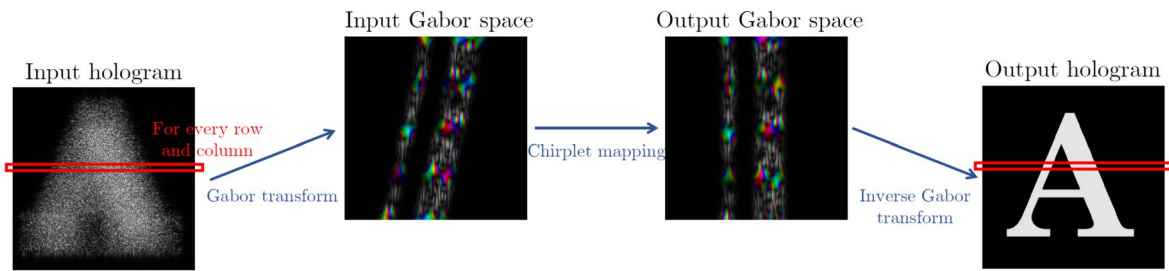 Input hologram
For every row
and column
Gabor transform
Input Gabor space
Chirplet mapping
Output Gabor space
Inverse Gabor
transform
Output hologram
A